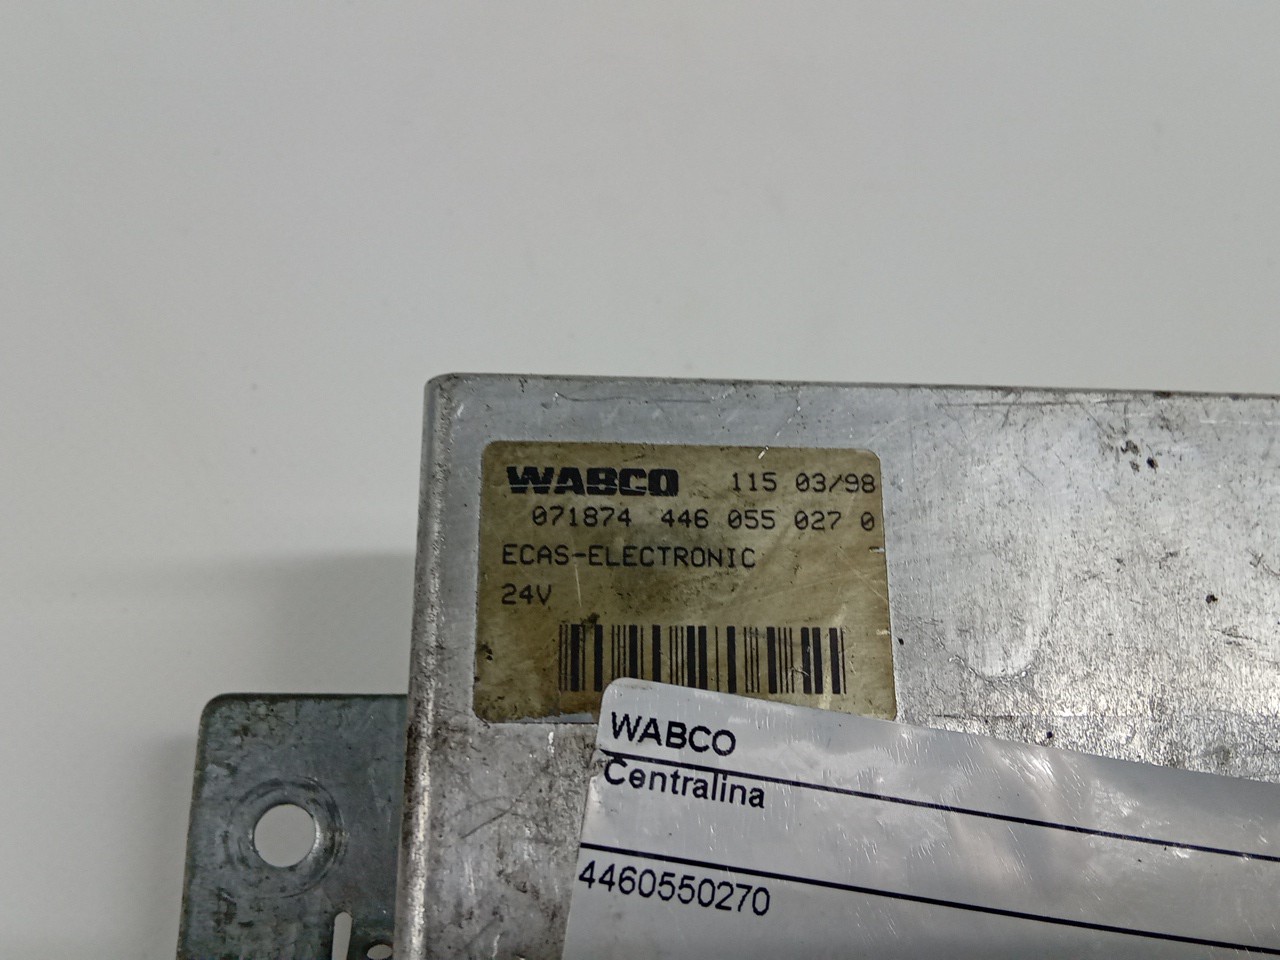 WABCO 115 03/98
071874 446 055 027 0
ECAS-ELECTRONIC
24V
WABCO
Centralina
4460550270